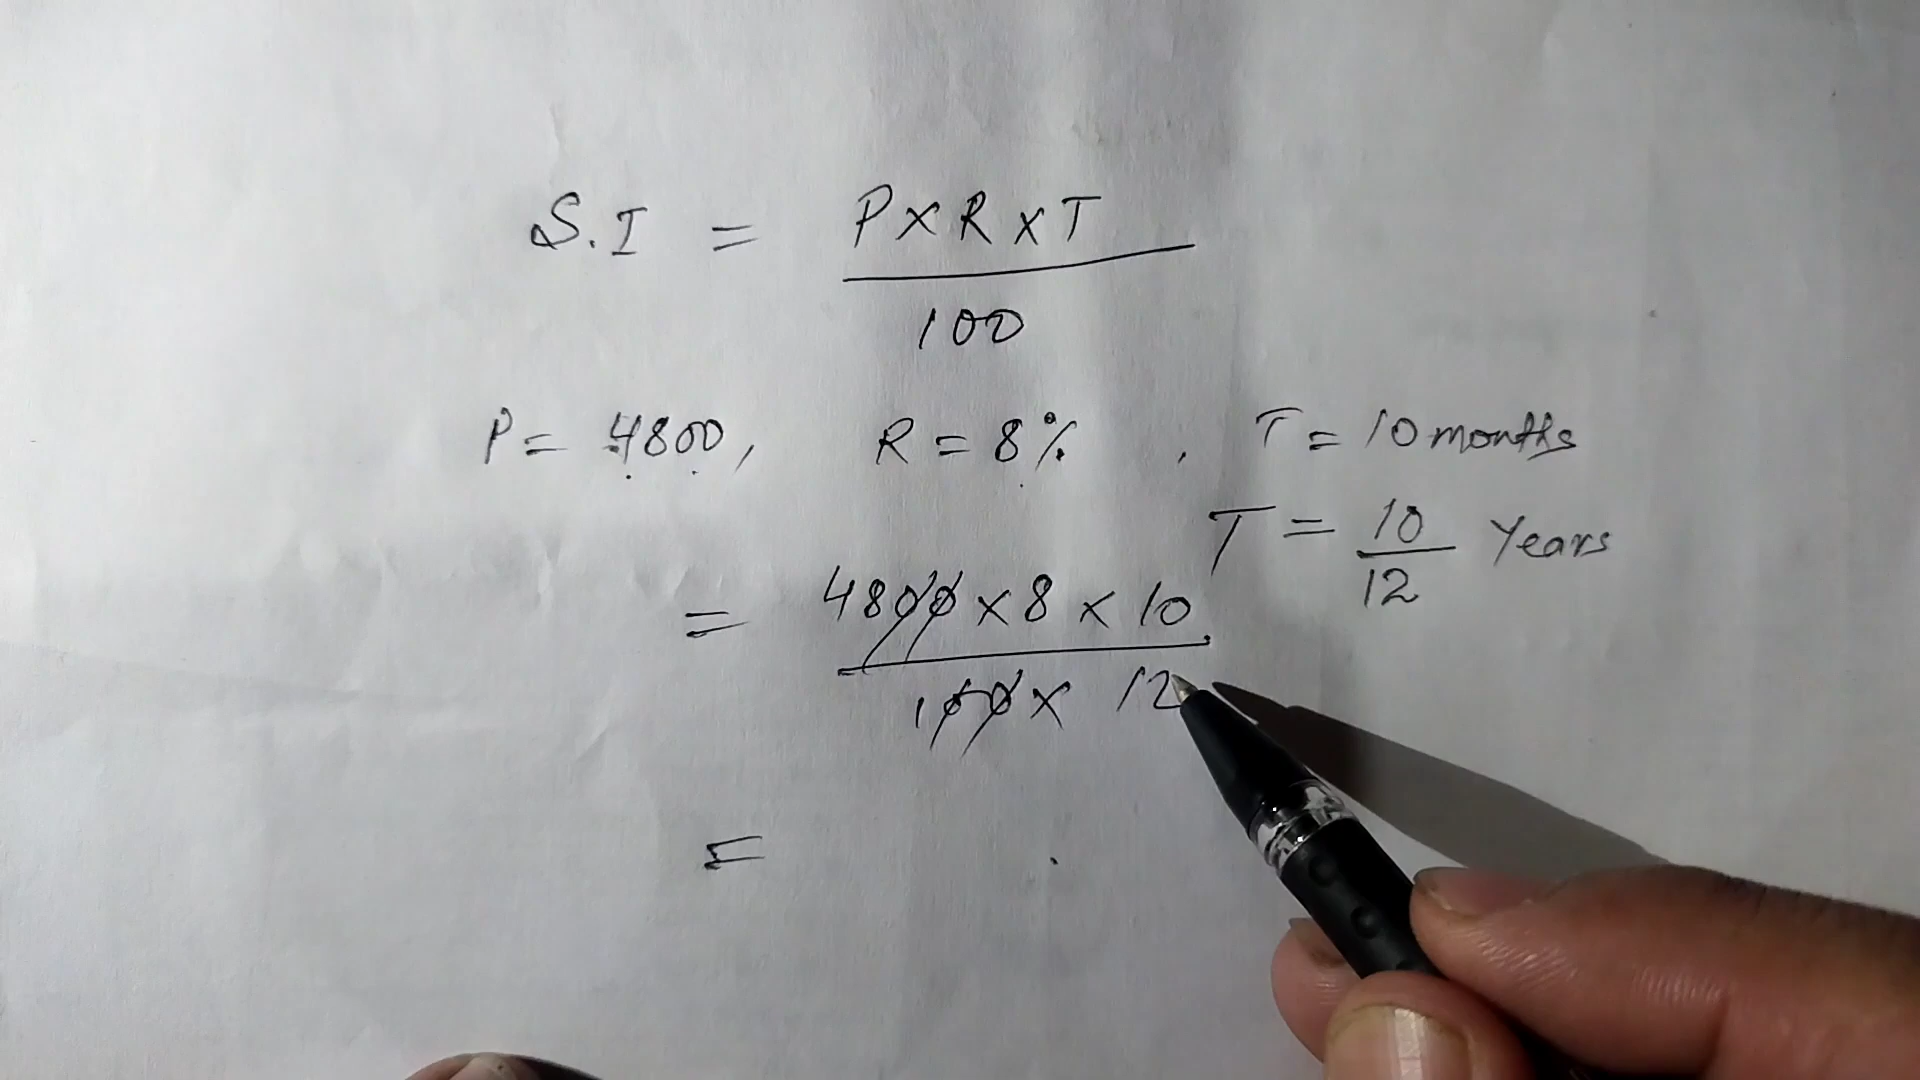 S.I = P×R×T
100
P = 4800, R = 8% , T = 10 months
T = 10/12 Years
= 4800 × 8 × 10
100 × 12
=